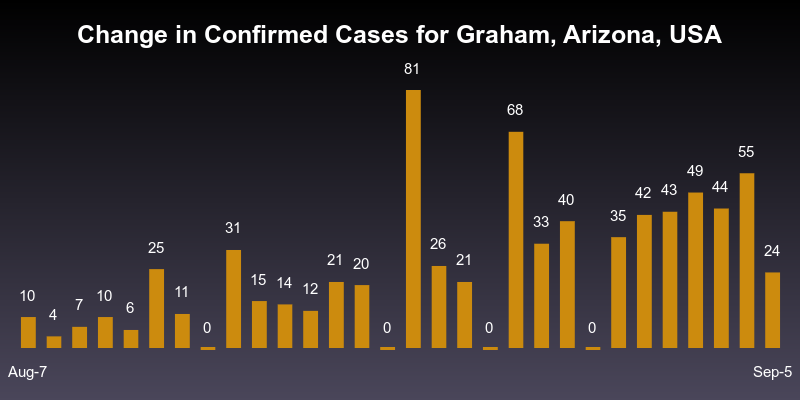 Change in Confirmed Cases for Graham, Arizona, USA
10 4 7 10 6 25 11 0 31 15 14 12 21 20 0 81 26 21 0 68 33 40 0 35 42 43 49 44 55 24
Aug-7 Sep-5